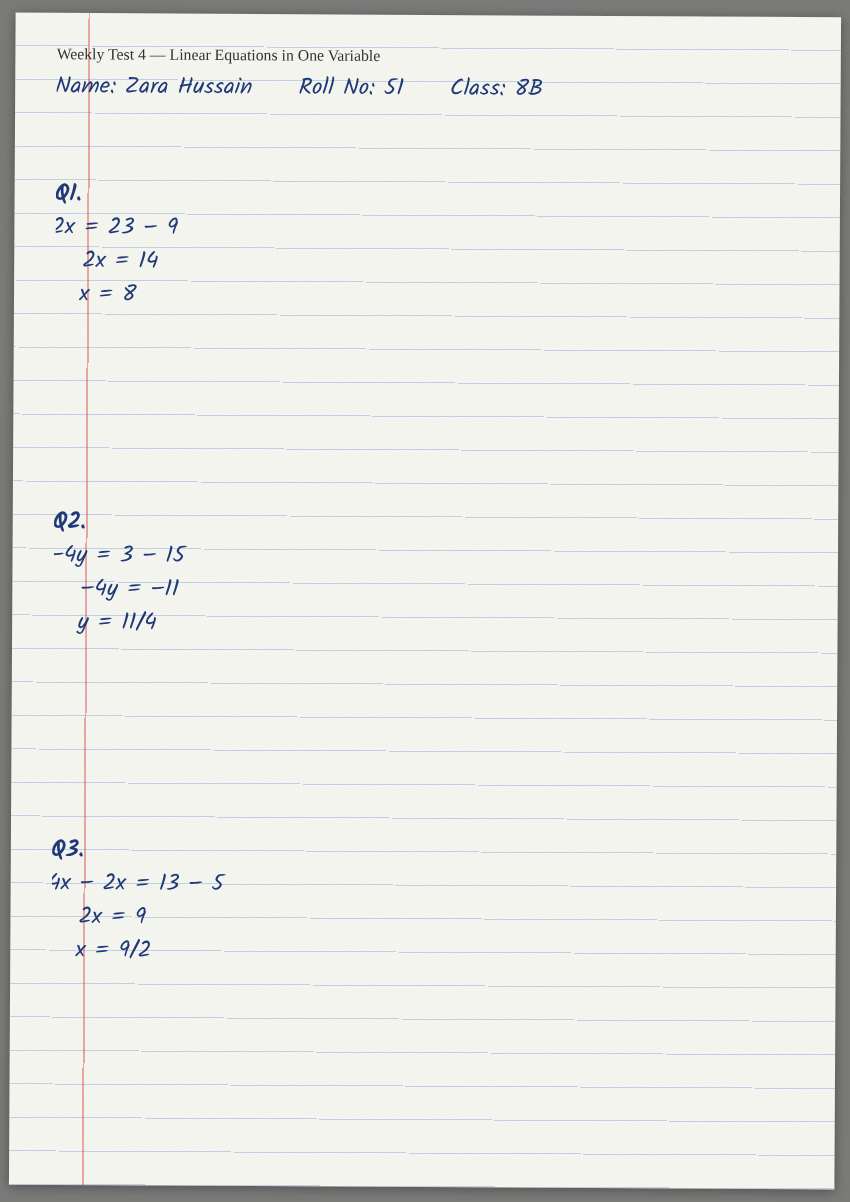 Weekly Test 4 — Linear Equations in One Variable
Name: Zara Hussain Roll No: 51 Class: 8B
Q1.
2x = 23 − 9
2x = 14
x = 8
Q2.
−4y = 3 − 15
−4y = −11
y = 11/4
Q3.
4x − 2x = 13 − 5
2x = 9
x = 9/2